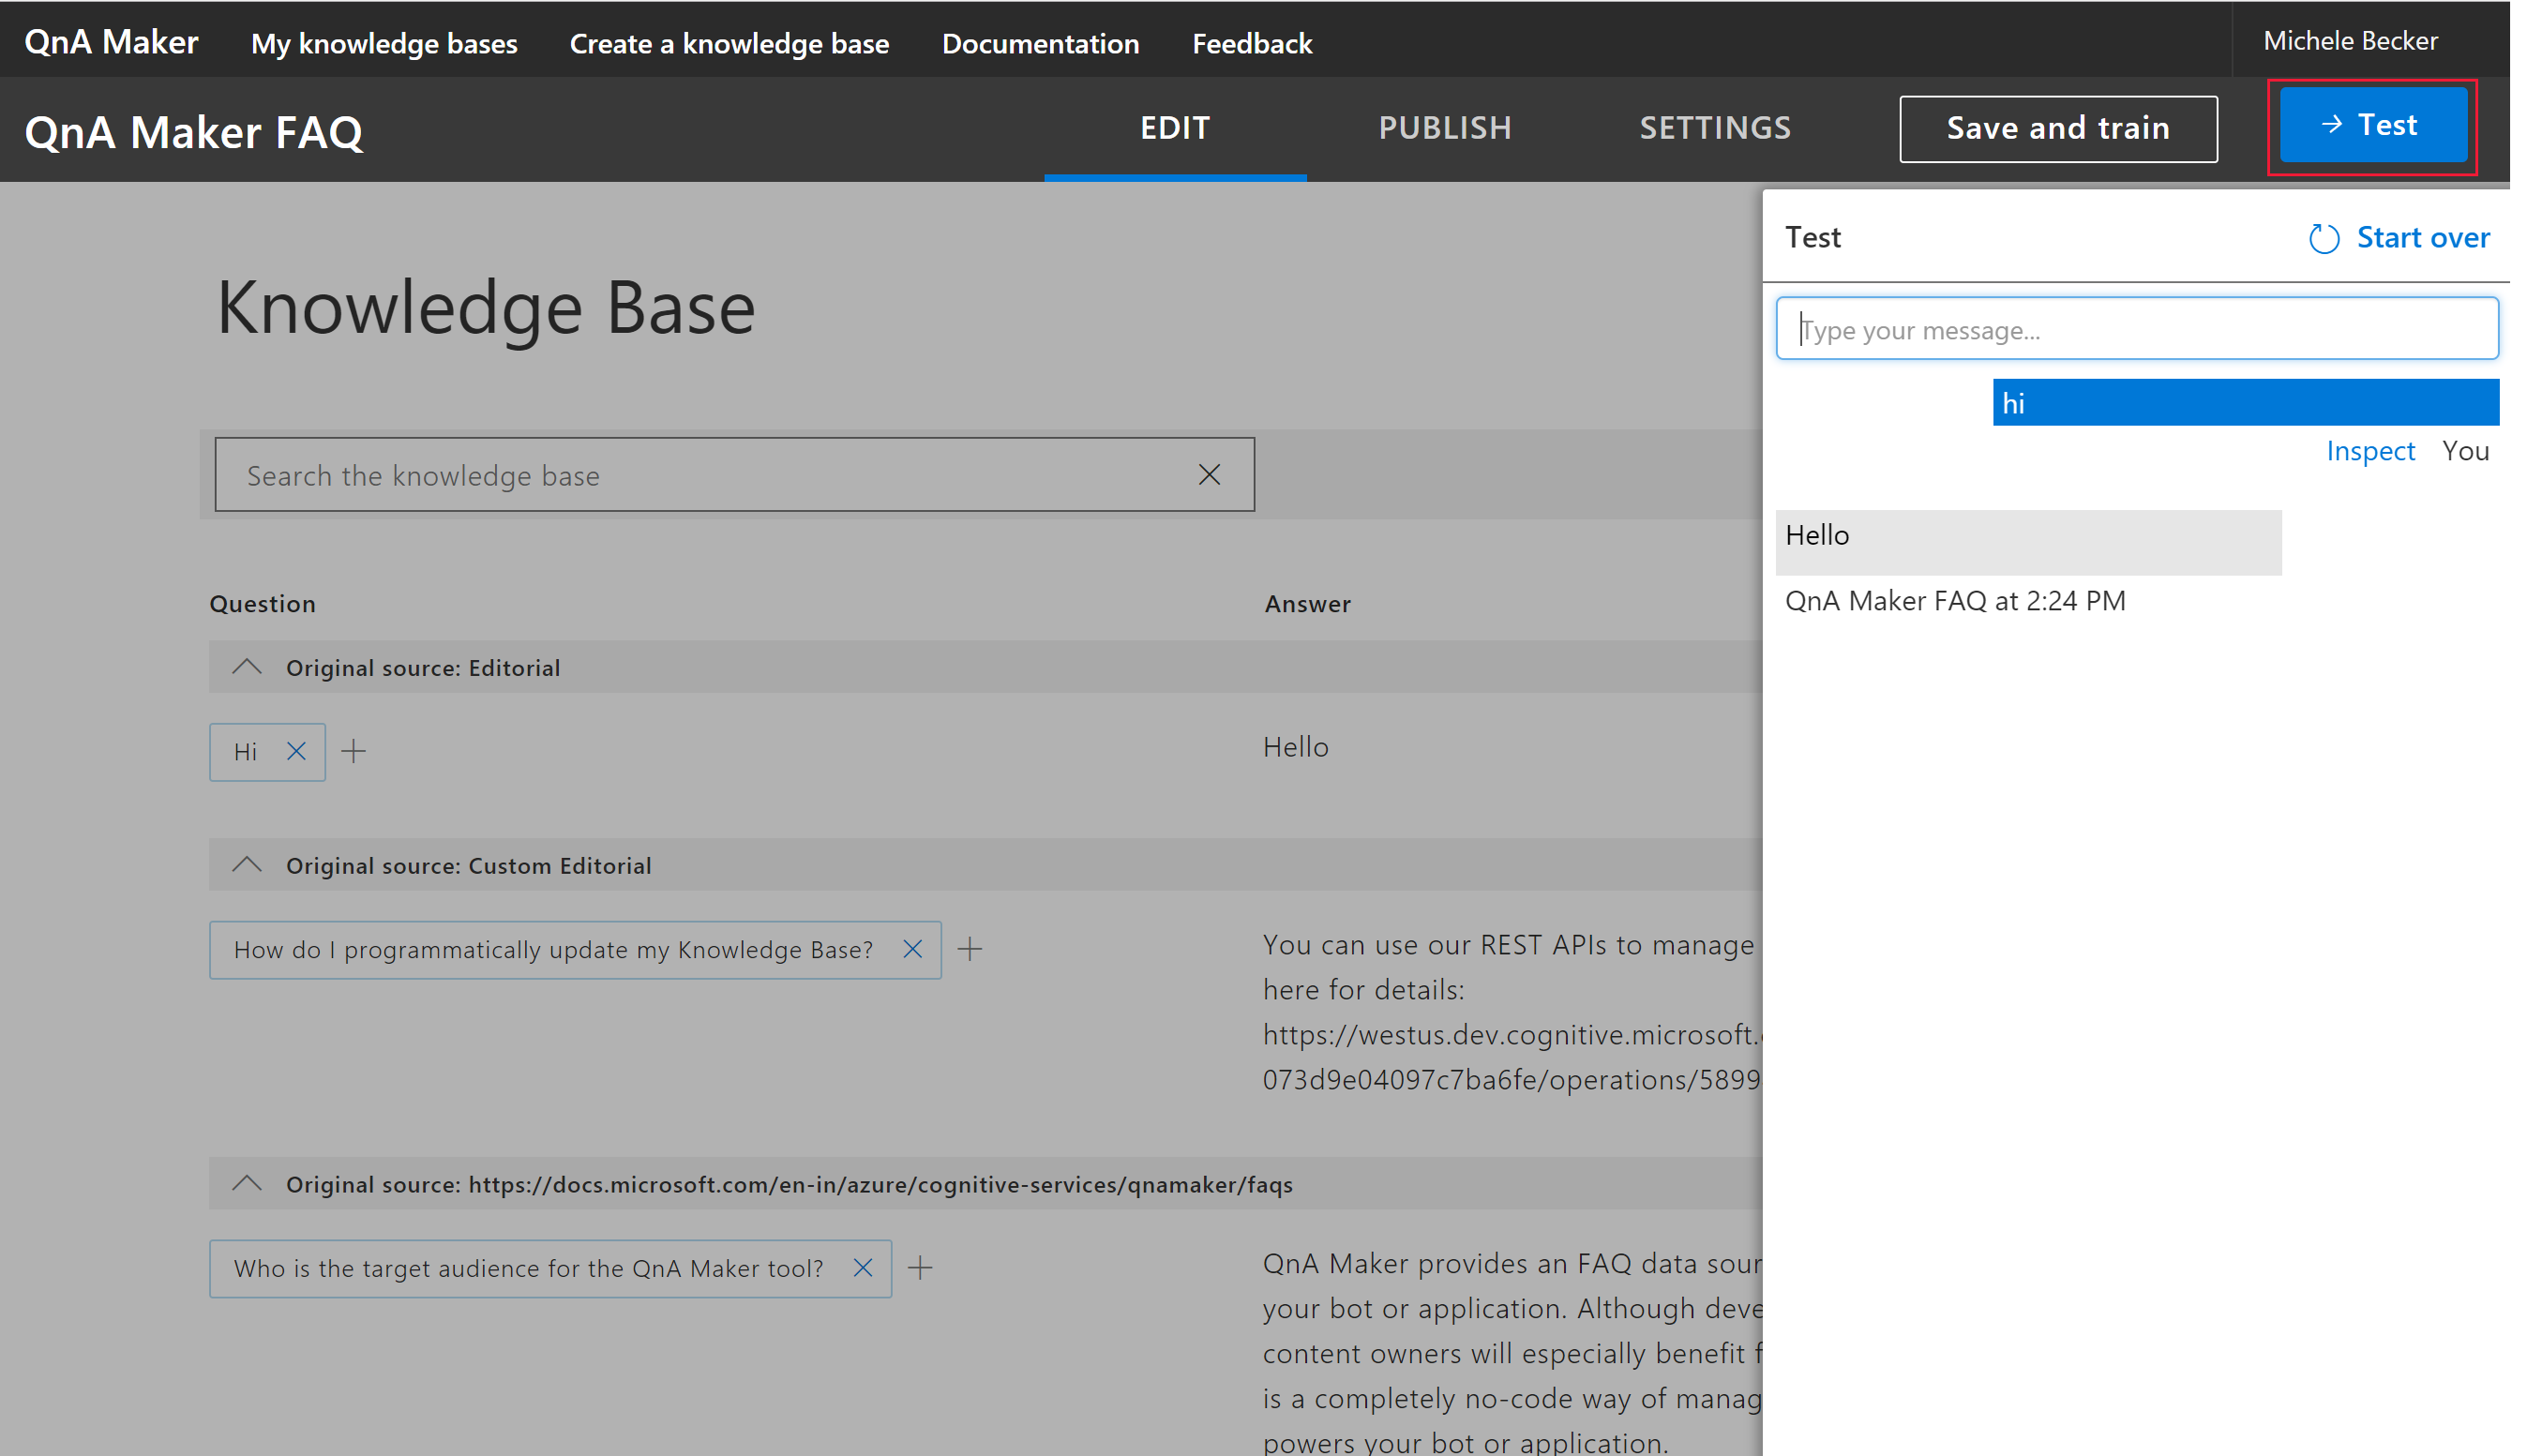 QnA Maker My knowledge bases Create a knowledge base Documentation Feedback Michele Becker
QnA Maker FAQ EDIT PUBLISH SETTINGS Save and train → Test
Knowledge Base
Search the knowledge base
Question Answer
Original source: Editorial
Hi
Hello
Original source: Custom Editorial
How do I programmatically update my Knowledge Base?
You can use our REST APIs to manage
here for details:
https://westus.dev.cognitive.microsoft.
073d9e04097c7ba6fe/operations/5899
Original source: https://docs.microsoft.com/en-in/azure/cognitive-services/qnamaker/faqs
Who is the target audience for the QnA Maker tool?
QnA Maker provides an FAQ data sour
your bot or application. Although deve
content owners will especially benefit f
is a completely no-code way of manag
powers your bot or application.
Test Start over
Type your message...
hi
Inspect You
Hello
QnA Maker FAQ at 2:24 PM